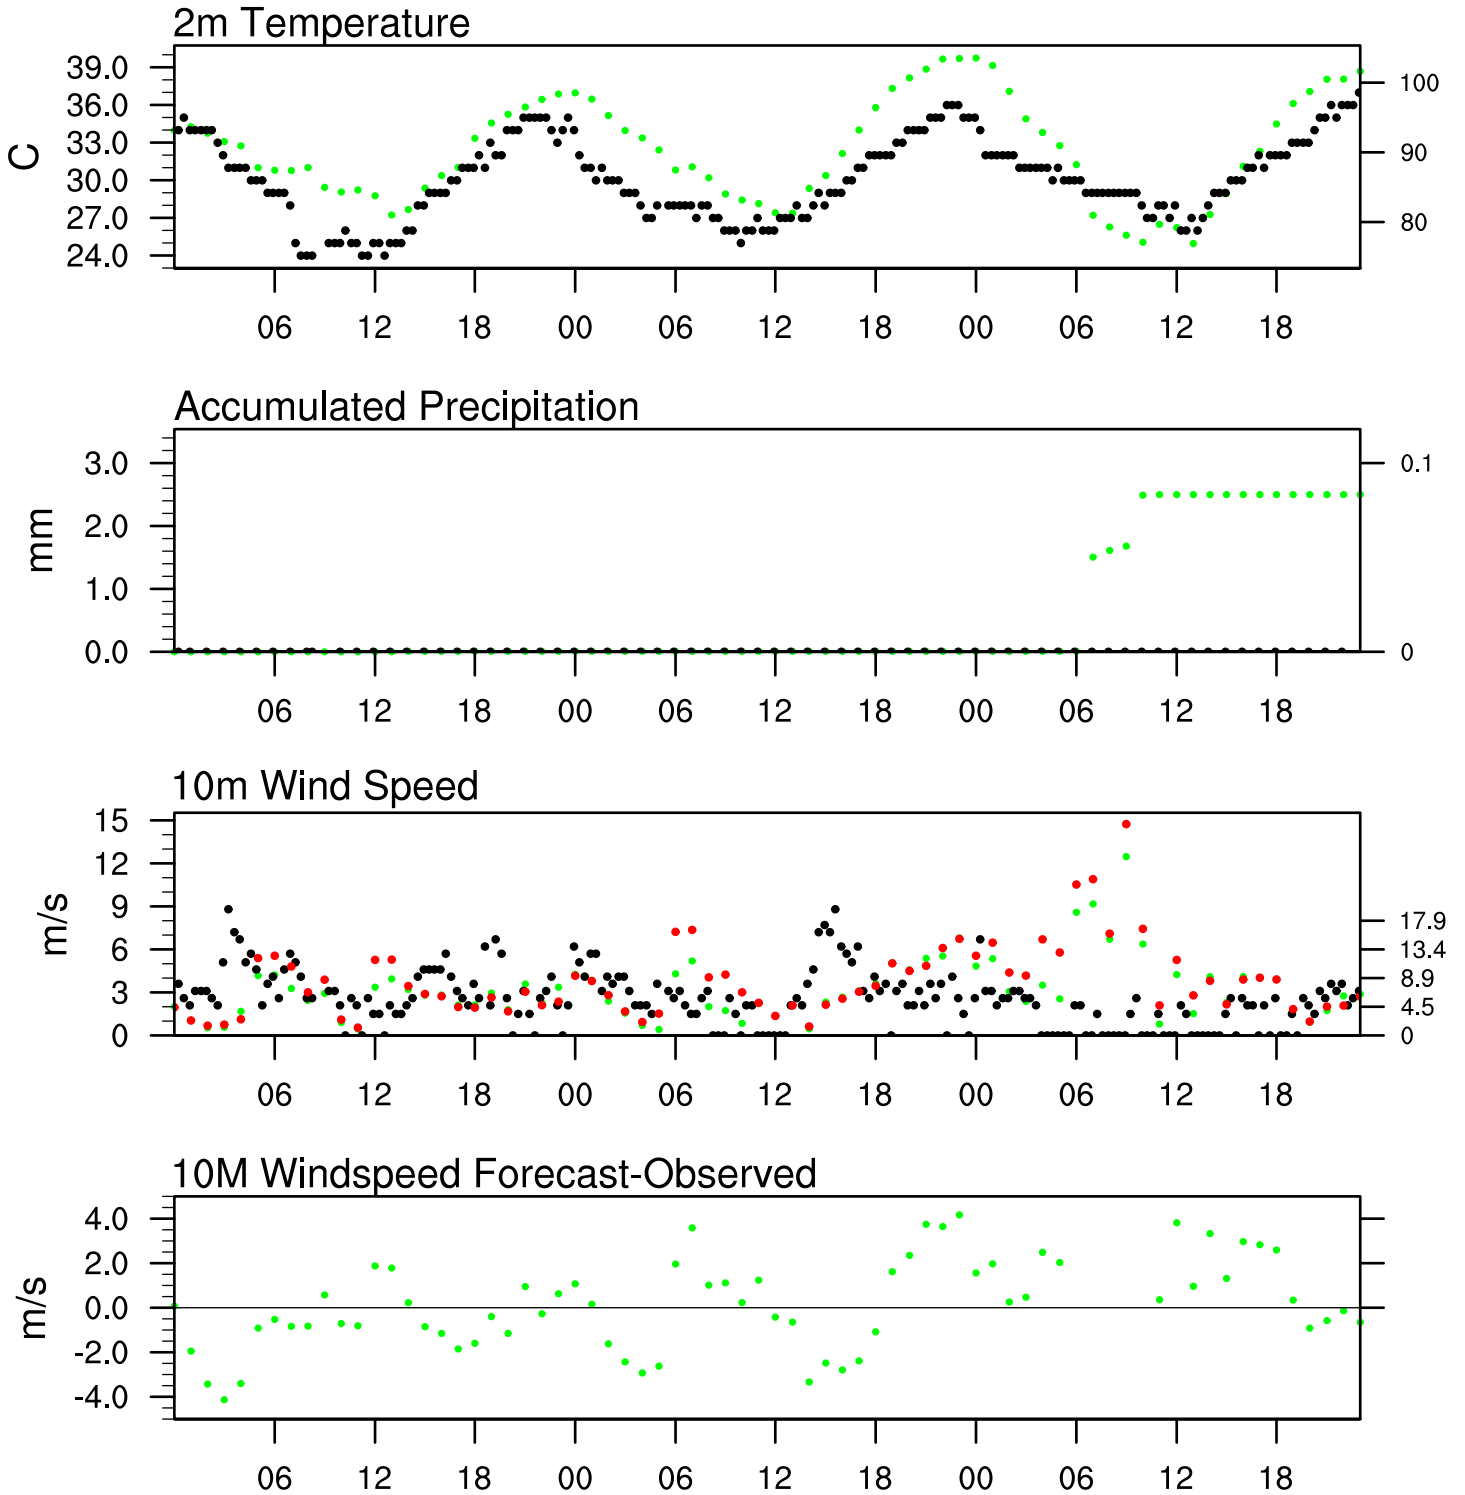 2m Temperature
39.0
36.0
33.0
30.0
27.0
24.0
C
100
90
80
06 12 18 00 06 12 18 00 06 12 18
Accumulated Precipitation
3.0
2.0
1.0
0.0
mm
0.1
0
06 12 18 00 06 12 18 00 06 12 18
10m Wind Speed
15
12
9
6
3
0
m/s
17.9
13.4
8.9
4.5
0
06 12 18 00 06 12 18 00 06 12 18
10M Windspeed Forecast-Observed
4.0
2.0
0.0
-2.0
-4.0
m/s
06 12 18 00 06 12 18 00 06 12 18